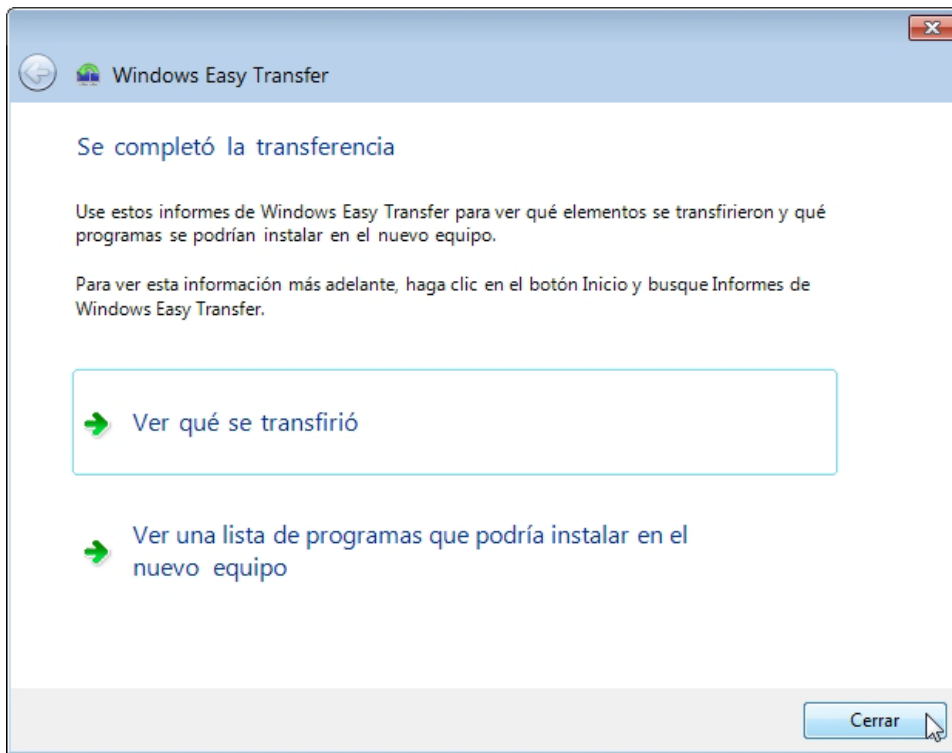 Windows Easy Transfer
Se completó la transferencia
Use estos informes de Windows Easy Transfer para ver qué elementos se transfirieron y qué
programas se podrían instalar en el nuevo equipo.
Para ver esta información más adelante, haga clic en el botón Inicio y busque Informes de
Windows Easy Transfer.
Ver qué se transfirió
Ver una lista de programas que podría instalar en el
nuevo equipo
Cerrar